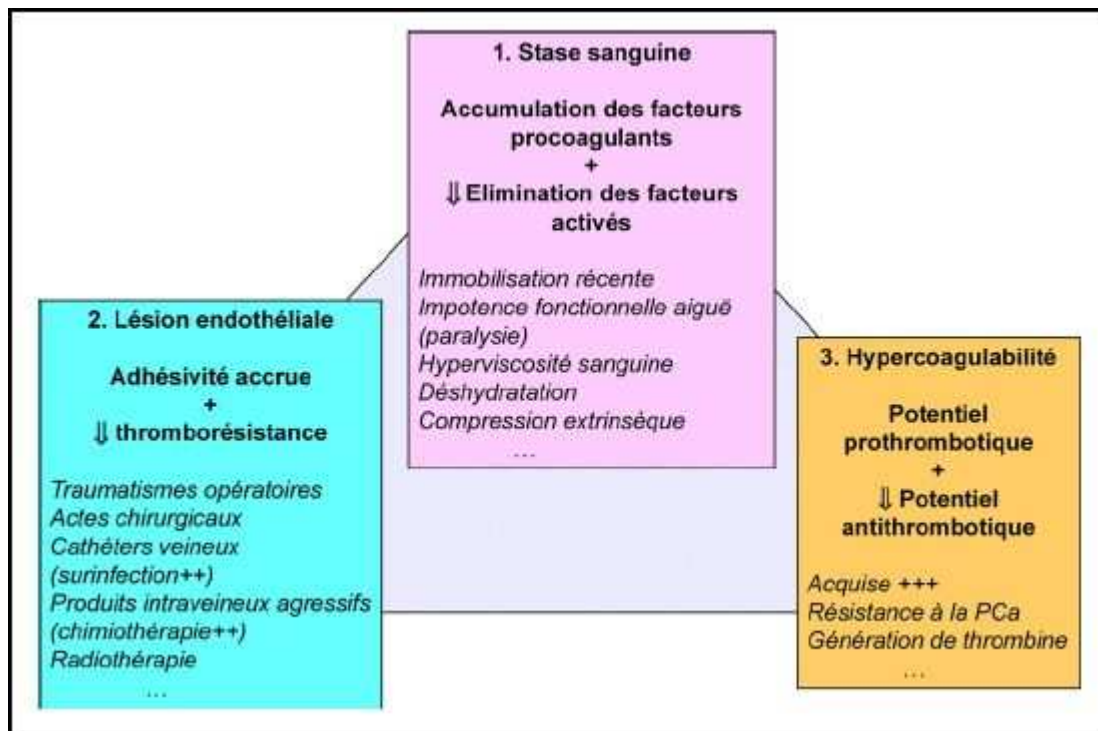 1. Stase sanguine
Accumulation des facteurs
procoagulants
+
⇓ Elimination des facteurs
activés
Immobilisation récente
Impotence fonctionnelle aiguë
(paralysie)
Hyperviscosité sanguine
Déshydratation
Compression extrinsèque
...
2. Lésion endothéliale
Adhésivité accrue
+
⇓ thromborésistance
Traumatismes opératoires
Actes chirurgicaux
Cathéters veineux
(surinfection++)
Produits intraveineux agressifs
(chimiothérapie++)
Radiothérapie
...
3. Hypercoagulabilité
Potentiel
prothrombotique
+
⇓ Potentiel
antithrombotique
Acquise +++
Résistance à la PCa
Génération de thrombine
...